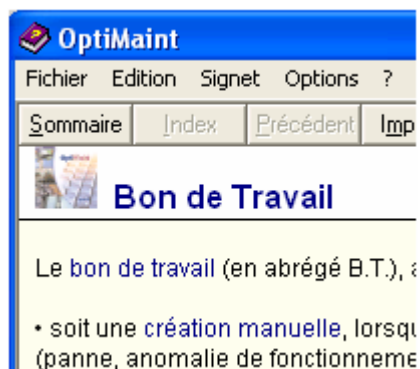 OptiMaint
Fichier Edition Signet Options ?
Sommaire Index Précédent Imp
Bon de Travail
Le bon de travail (en abrégé B.T.),
• soit une création manuelle, lorsqu
(panne, anomalie de fonctionneme